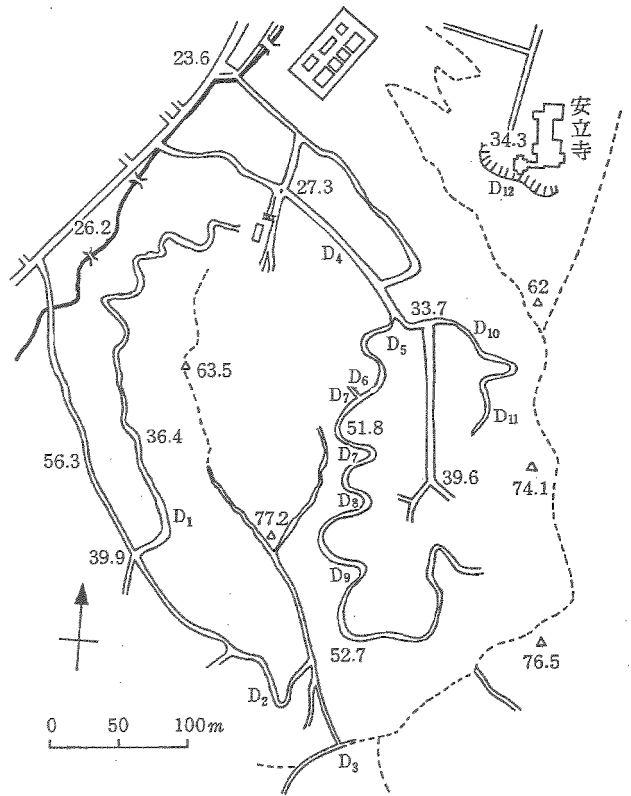 23.6
安立寺
34.3
D12
27.3
26.2
D4
62
33.7
D10
D5
63.5
D6
D7
D11
51.8
36.4
D7
56.3
39.6
74.1
D8
77.2
D1
39.9
D9
52.7
76.5
D2
0 50 100m
D3